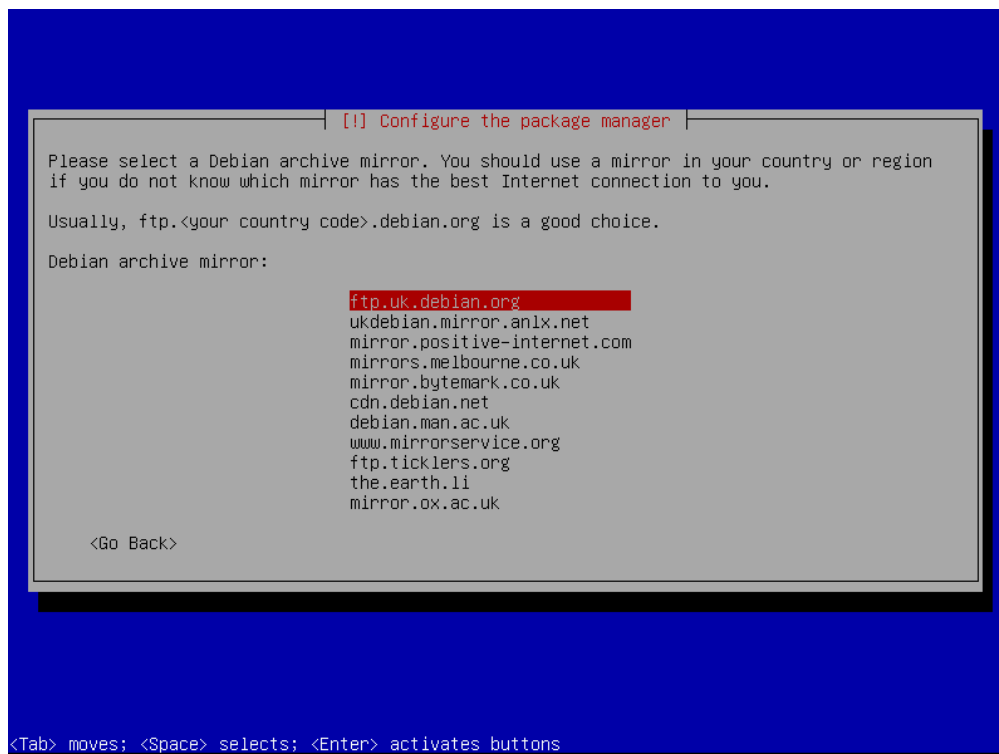 [!] Configure the package manager
Please select a Debian archive mirror. You should use a mirror in your country or region
if you do not know which mirror has the best Internet connection to you.
Usually, ftp.<your country code>.debian.org is a good choice.
Debian archive mirror:
ftp.uk.debian.org
ukdebian.mirror.anlx.net
mirror.positive-internet.com
mirrors.melbourne.co.uk
mirror.bytemark.co.uk
cdn.debian.net
debian.man.ac.uk
www.mirrorservice.org
ftp.ticklers.org
the.earth.li
mirror.ox.ac.uk
<Go Back>
<Tab> moves; <Space> selects; <Enter> activates buttons